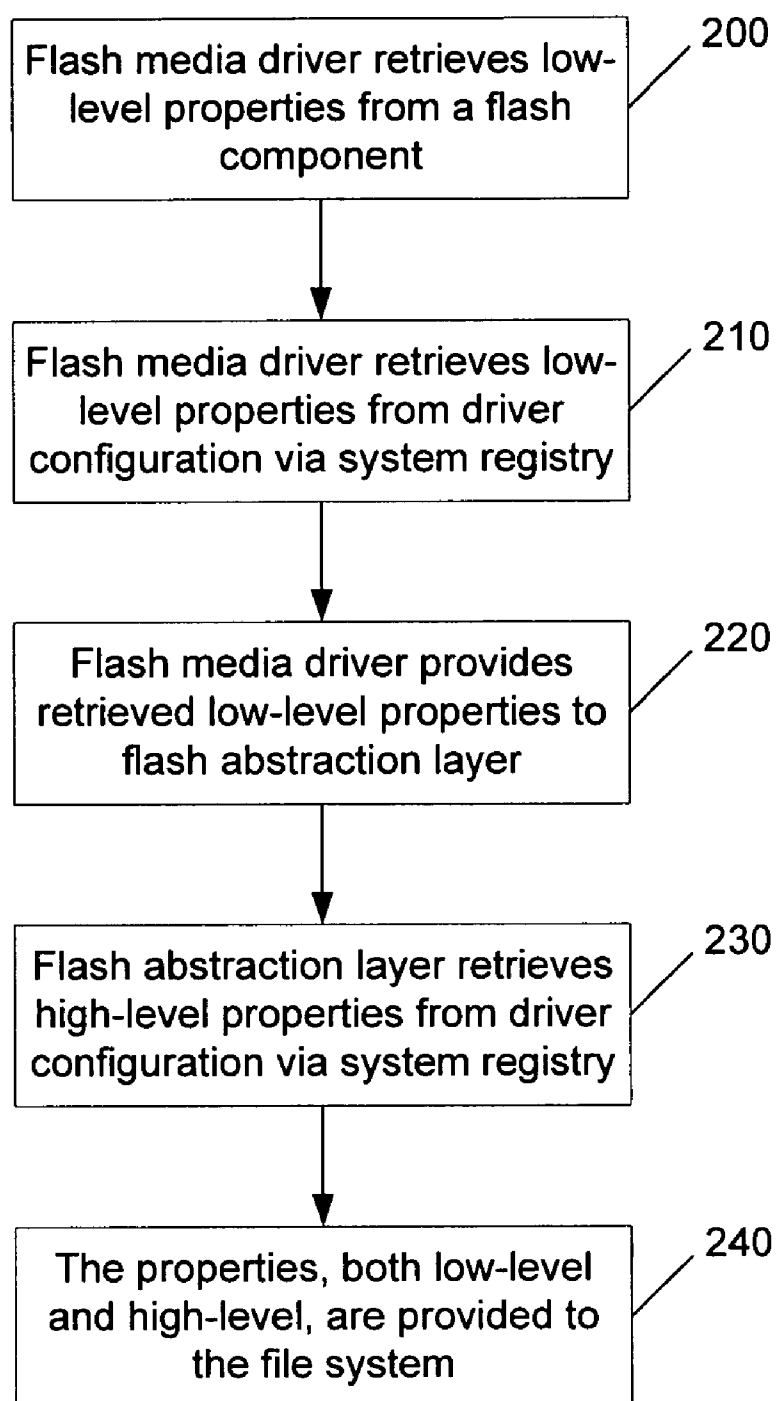 200
Flash media driver retrieves low-
level properties from a flash
component
210
Flash media driver retrieves low-
level properties from driver
configuration via system registry
220
Flash media driver provides
retrieved low-level properties to
flash abstraction layer
230
Flash abstraction layer retrieves
high-level properties from driver
configuration via system registry
240
The properties, both low-level
and high-level, are provided to
the file system